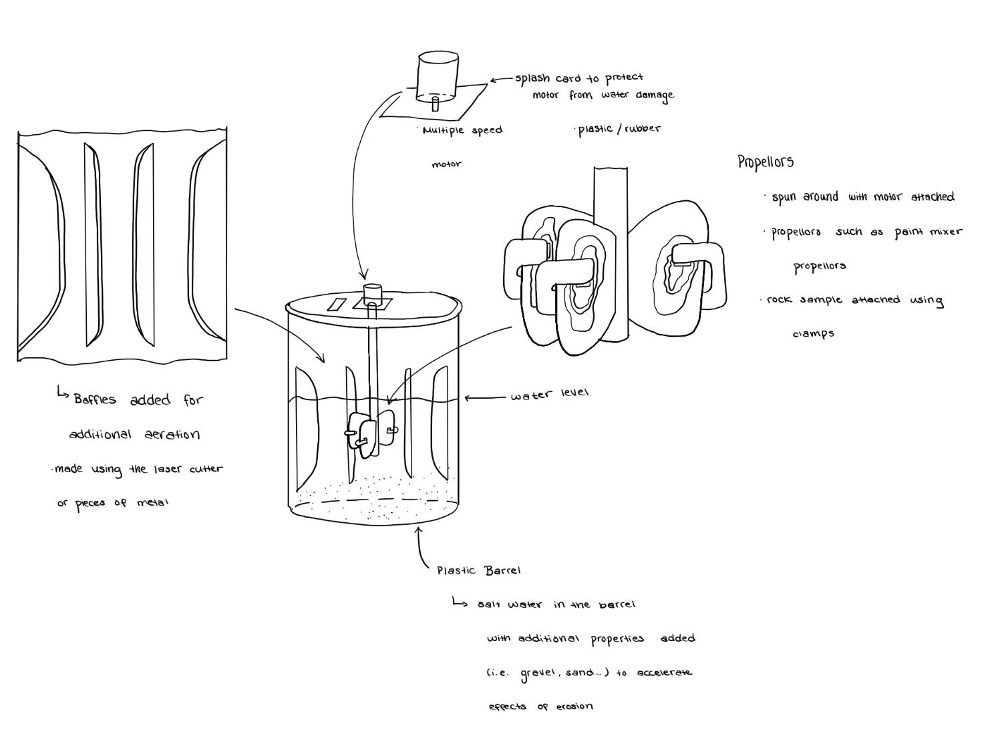 splash card to protect
motor from water damage
· Multiple speed
motor
· plastic / rubber
Propellors
· spun around with motor attached
· propellors such as paint mixer
propellors
· rock sample attached using
clamps
water level
↳ Baffles added for
additional aeration
· made using the laser cutter
or pieces of metal
Plastic Barrel
↳ salt water in the barrel
with additional properties added
(i.e. gravel, sand...) to accelerate
effects of erosion